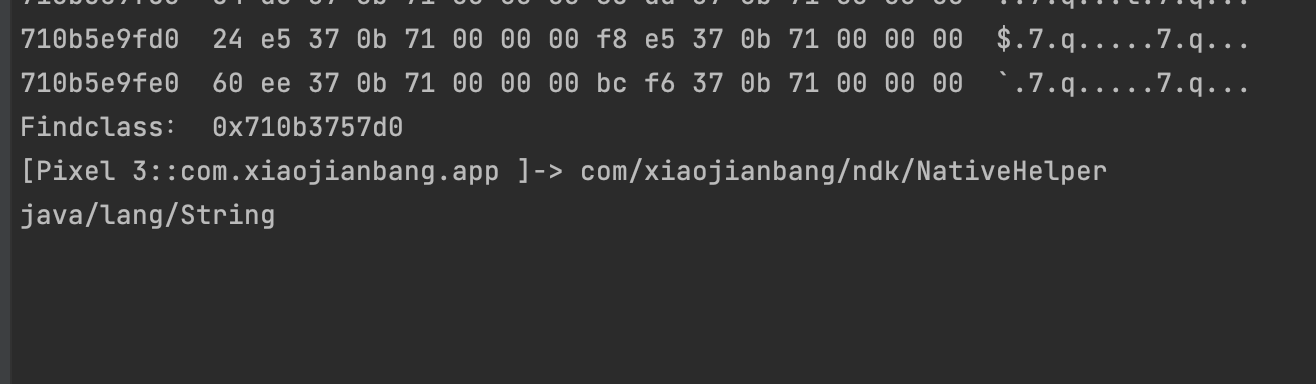 710b5e9fd0  24 e5 37 0b 71 00 00 00 f8 e5 37 0b 71 00 00 00  $.7.q.....7.q...
710b5e9fe0  60 ee 37 0b 71 00 00 00 bc f6 37 0b 71 00 00 00  `.7.q.....7.q...
Findclass:  0x710b3757d0
[Pixel 3::com.xiaojianbang.app ]-> com/xiaojianbang/ndk/NativeHelper
java/lang/String